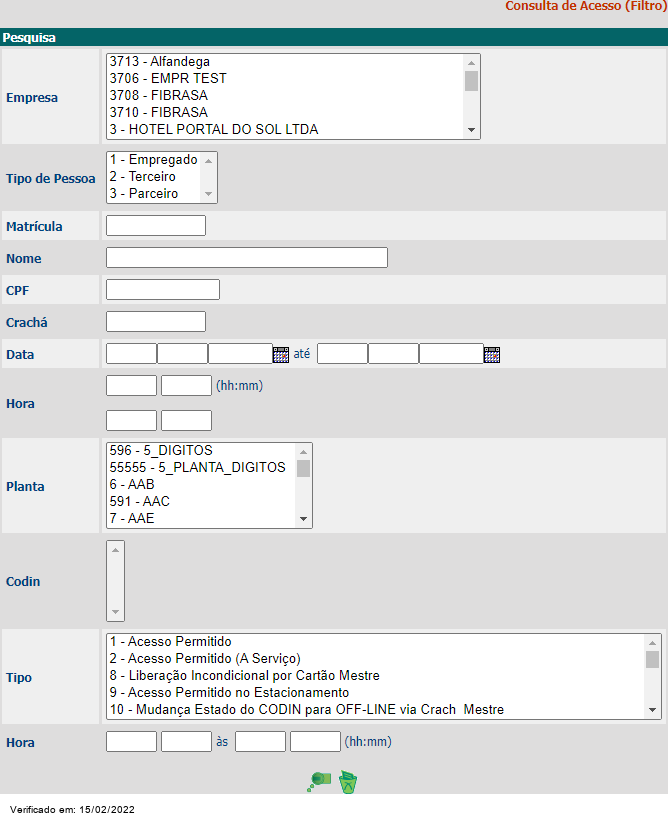 Consulta de Acesso (Filtro)
Pesquisa
Empresa
3713 - Alfandega
3706 - EMPR TEST
3708 - FIBRASA
3710 - FIBRASA
3 - HOTEL PORTAL DO SOL LTDA
Tipo de Pessoa
1 - Empregado
2 - Terceiro
3 - Parceiro
Matrícula
Nome
CPF
Crachá
Data até
Hora (hh:mm)
Planta
596 - 5_DIGITOS
55555 - 5_PLANTA_DIGITOS
6 - AAB
591 - AAC
7 - AAE
Codin
Tipo
1 - Acesso Permitido
2 - Acesso Permitido (A Serviço)
8 - Liberação Incondicional por Cartão Mestre
9 - Acesso Permitido no Estacionamento
10 - Mudança Estado do CODIN para OFF-LINE via Crach Mestre
Hora às (hh:mm)
Verificado em: 15/02/2022